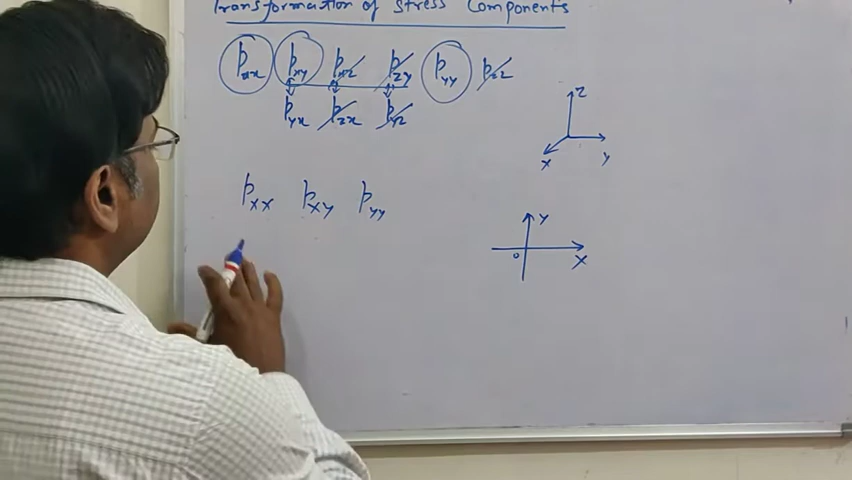 Transformation of Stress Components
pxx pxy pxz pzy pyy pzz
pyx pzx pyz
z
x y
pxx pxy pyy
y
o x